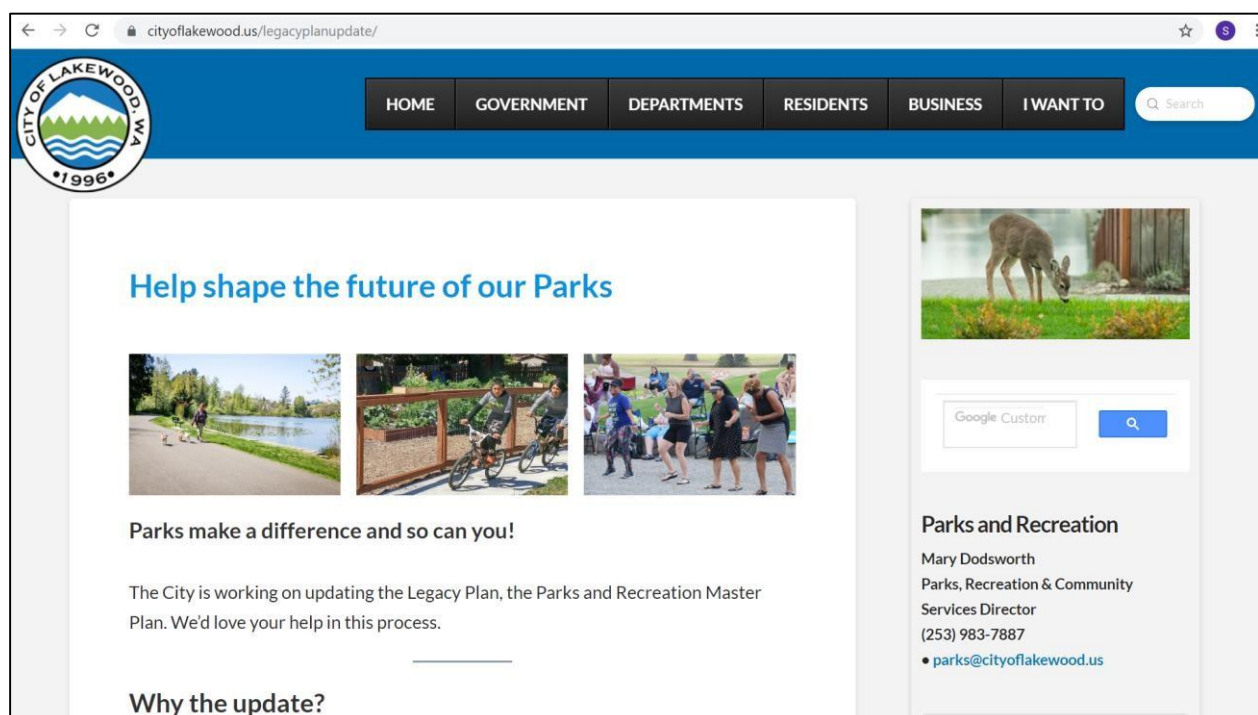 cityoflakewood.us/legacyplanupdate/
S
CITY OF LAKEWOOD, WA
•1996•
HOME GOVERNMENT DEPARTMENTS RESIDENTS BUSINESS I WANT TO
Search
Help shape the future of our Parks
Parks make a difference and so can you!
The City is working on updating the Legacy Plan, the Parks and Recreation Master
Plan. We'd love your help in this process.
Why the update?
Google Custom
Parks and Recreation
Mary Dodsworth
Parks, Recreation & Community
Services Director
(253) 983-7887
• parks@cityoflakewood.us